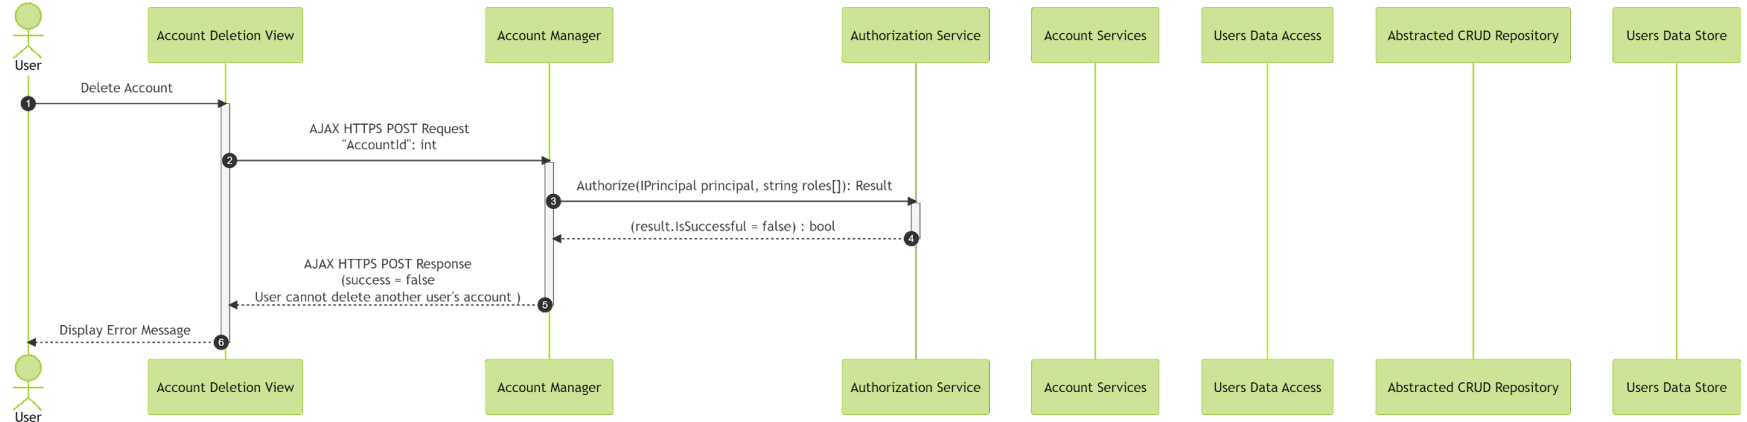 User
Account Deletion View
Account Manager
Authorization Service
Account Services
Users Data Access
Abstracted CRUD Repository
Users Data Store
Delete Account
1
AJAX HTTPS POST Request
"AccountId": int
2
Authorize(IPrincipal principal, string roles[]): Result
3
(result.IsSuccessful = false) : bool
4
AJAX HTTPS POST Response
(success = false
User cannot delete another user's account )
5
Display Error Message
6
User
Account Deletion View
Account Manager
Authorization Service
Account Services
Users Data Access
Abstracted CRUD Repository
Users Data Store